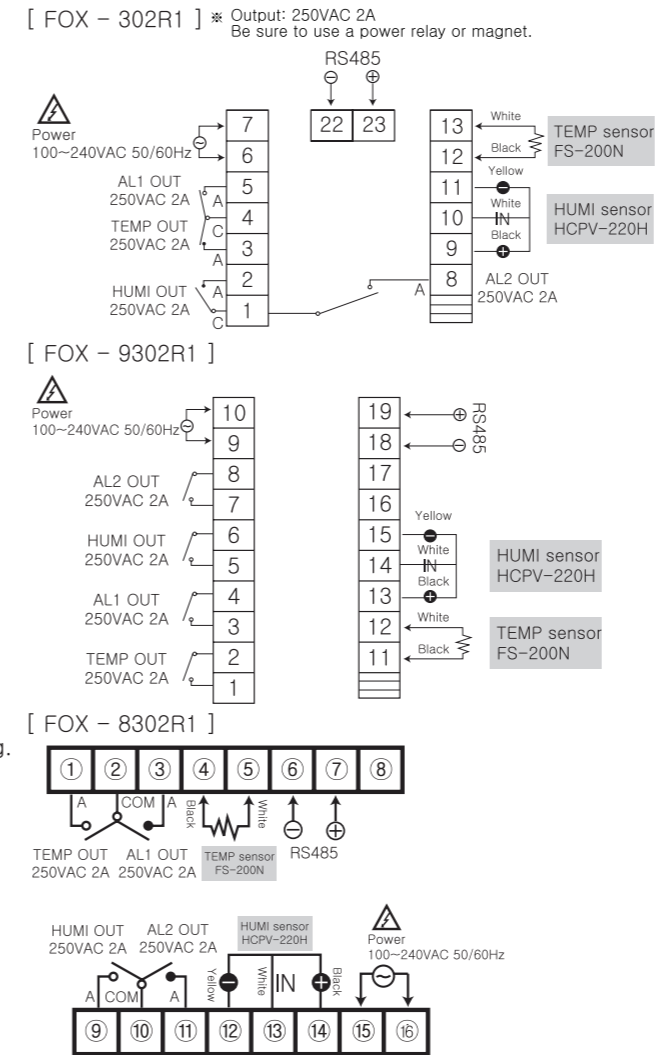 [ FOX - 302R1 ] ※ Output: 250VAC 2A
Be sure to use a power relay or magnet.
RS485
⊖ ⊕
22 23
Power
100~240VAC 50/60Hz
7
6
AL1 OUT
250VAC 2A
A
5
TEMP OUT
250VAC 2A
C
4
A
3
HUMI OUT
250VAC 2A
A
2
C
1
13
White
12
Black
TEMP sensor
FS-200N
11
Yellow
10
White
IN
9
Black
HUMI sensor
HCPV-220H
A
8
AL2 OUT
250VAC 2A
[ FOX - 9302R1 ]
Power
100~240VAC 50/60Hz
10
9
AL2 OUT
250VAC 2A
8
7
HUMI OUT
250VAC 2A
6
5
AL1 OUT
250VAC 2A
4
3
TEMP OUT
250VAC 2A
2
1
19
⊕
18
⊖
RS485
17
16
15
Yellow
14
White
IN
13
Black
HUMI sensor
HCPV-220H
12
White
11
Black
TEMP sensor
FS-200N
[ FOX - 8302R1 ]
g.
① ② ③ ④ ⑤ ⑥ ⑦ ⑧
A COM A Black White ⊖ ⊕
TEMP OUT
250VAC 2A
AL1 OUT
250VAC 2A
TEMP sensor
FS-200N
RS485
HUMI OUT
250VAC 2A
AL2 OUT
250VAC 2A
HUMI sensor
HCPV-220H
Power
100~240VAC 50/60Hz
A COM A Yellow White IN Black
⑨ ⑩ ⑪ ⑫ ⑬ ⑭ ⑮ ⑯